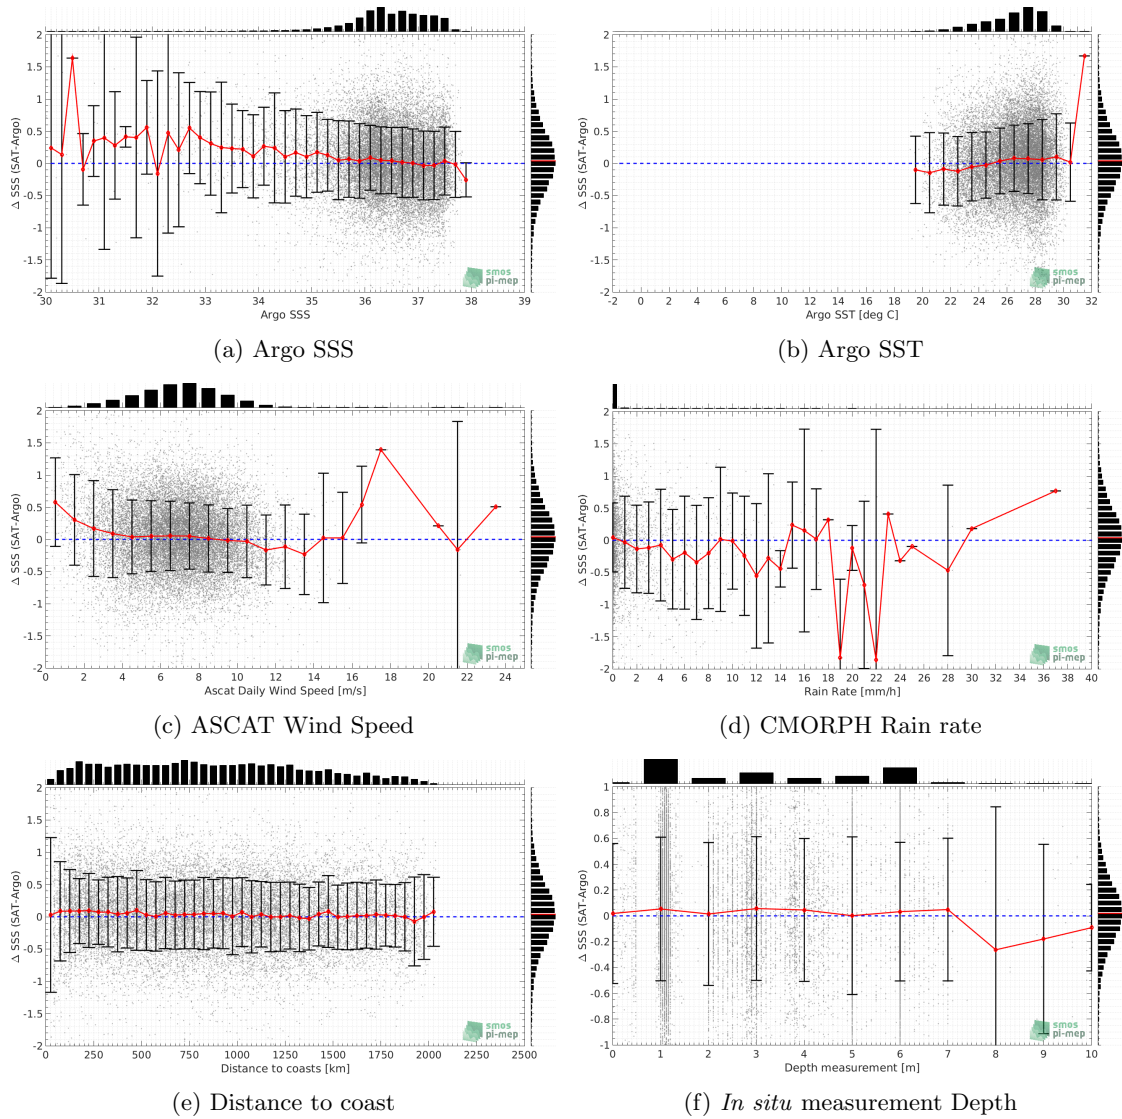 2
1.5
1
0.5
0
-0.5
-1
-1.5
-2
Δ SSS (SAT-Argo)
30 31 32 33 34 35 36 37 38 39
Argo SSS
smos
pi-mep
(a) Argo SSS
2
1.5
1
0.5
0
-0.5
-1
-1.5
-2
Δ SSS (SAT-Argo)
-2 0 2 4 6 8 10 12 14 16 18 20 22 24 26 28 30 32
Argo SST [deg C]
smos
pi-mep
(b) Argo SST
2
1.5
1
0.5
0
-0.5
-1
-1.5
-2
Δ SSS (SAT-Argo)
0 2 4 6 8 10 12 14 16 18 20 22 24
Ascat Daily Wind Speed [m/s]
smos
pi-mep
(c) ASCAT Wind Speed
2
1.5
1
0.5
0
-0.5
-1
-1.5
-2
Δ SSS (SAT-Argo)
0 2 4 6 8 10 12 14 16 18 20 22 24 26 28 30 32 34 36 38 40
Rain Rate [mm/h]
smos
pi-mep
(d) CMORPH Rain rate
2
1.5
1
0.5
0
-0.5
-1
-1.5
-2
Δ SSS (SAT-Argo)
0 250 500 750 1000 1250 1500 1750 2000 2250 2500
Distance to coasts [km]
smos
pi-mep
(e) Distance to coast
1
0.8
0.6
0.4
0.2
0
-0.2
-0.4
-0.6
-0.8
-1
Δ SSS (SAT-Argo)
0 1 2 3 4 5 6 7 8 9 10
Depth measurement [m]
smos
pi-mep
(f) In situ measurement Depth